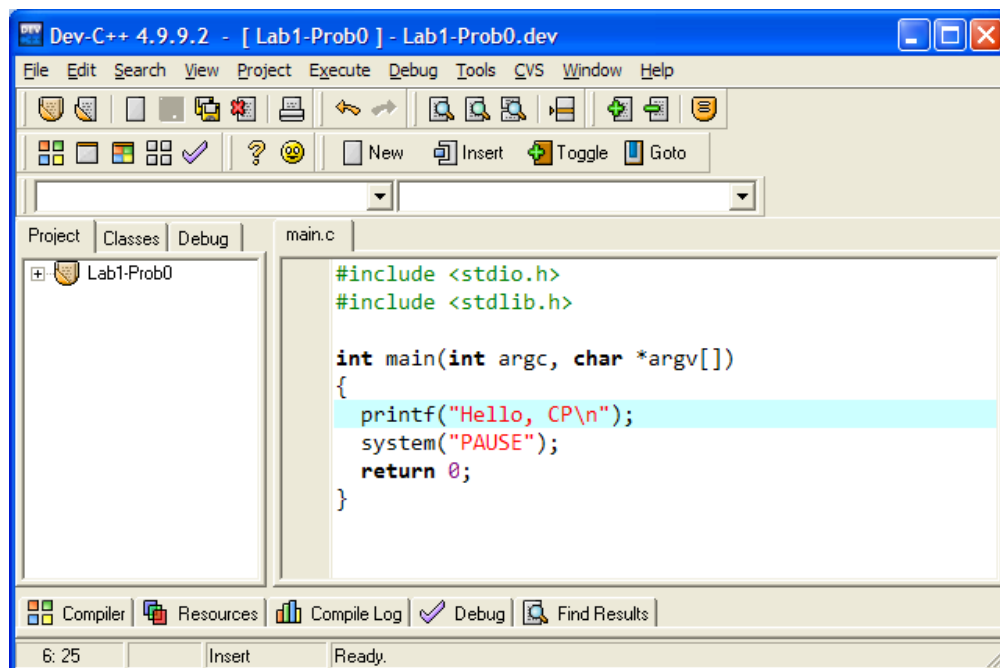 Dev-C++ 4.9.9.2 - [ Lab1-Prob0 ] - Lab1-Prob0.dev
File Edit Search View Project Execute Debug Tools CVS Window Help
New Insert Toggle Goto
Project Classes Debug main.c
Lab1-Prob0
#include <stdio.h>
#include <stdlib.h>
int main(int argc, char *argv[])
{
printf("Hello, CP\n");
system("PAUSE");
return 0;
}
Compiler Resources Compile Log Debug Find Results
6: 25 Insert Ready.